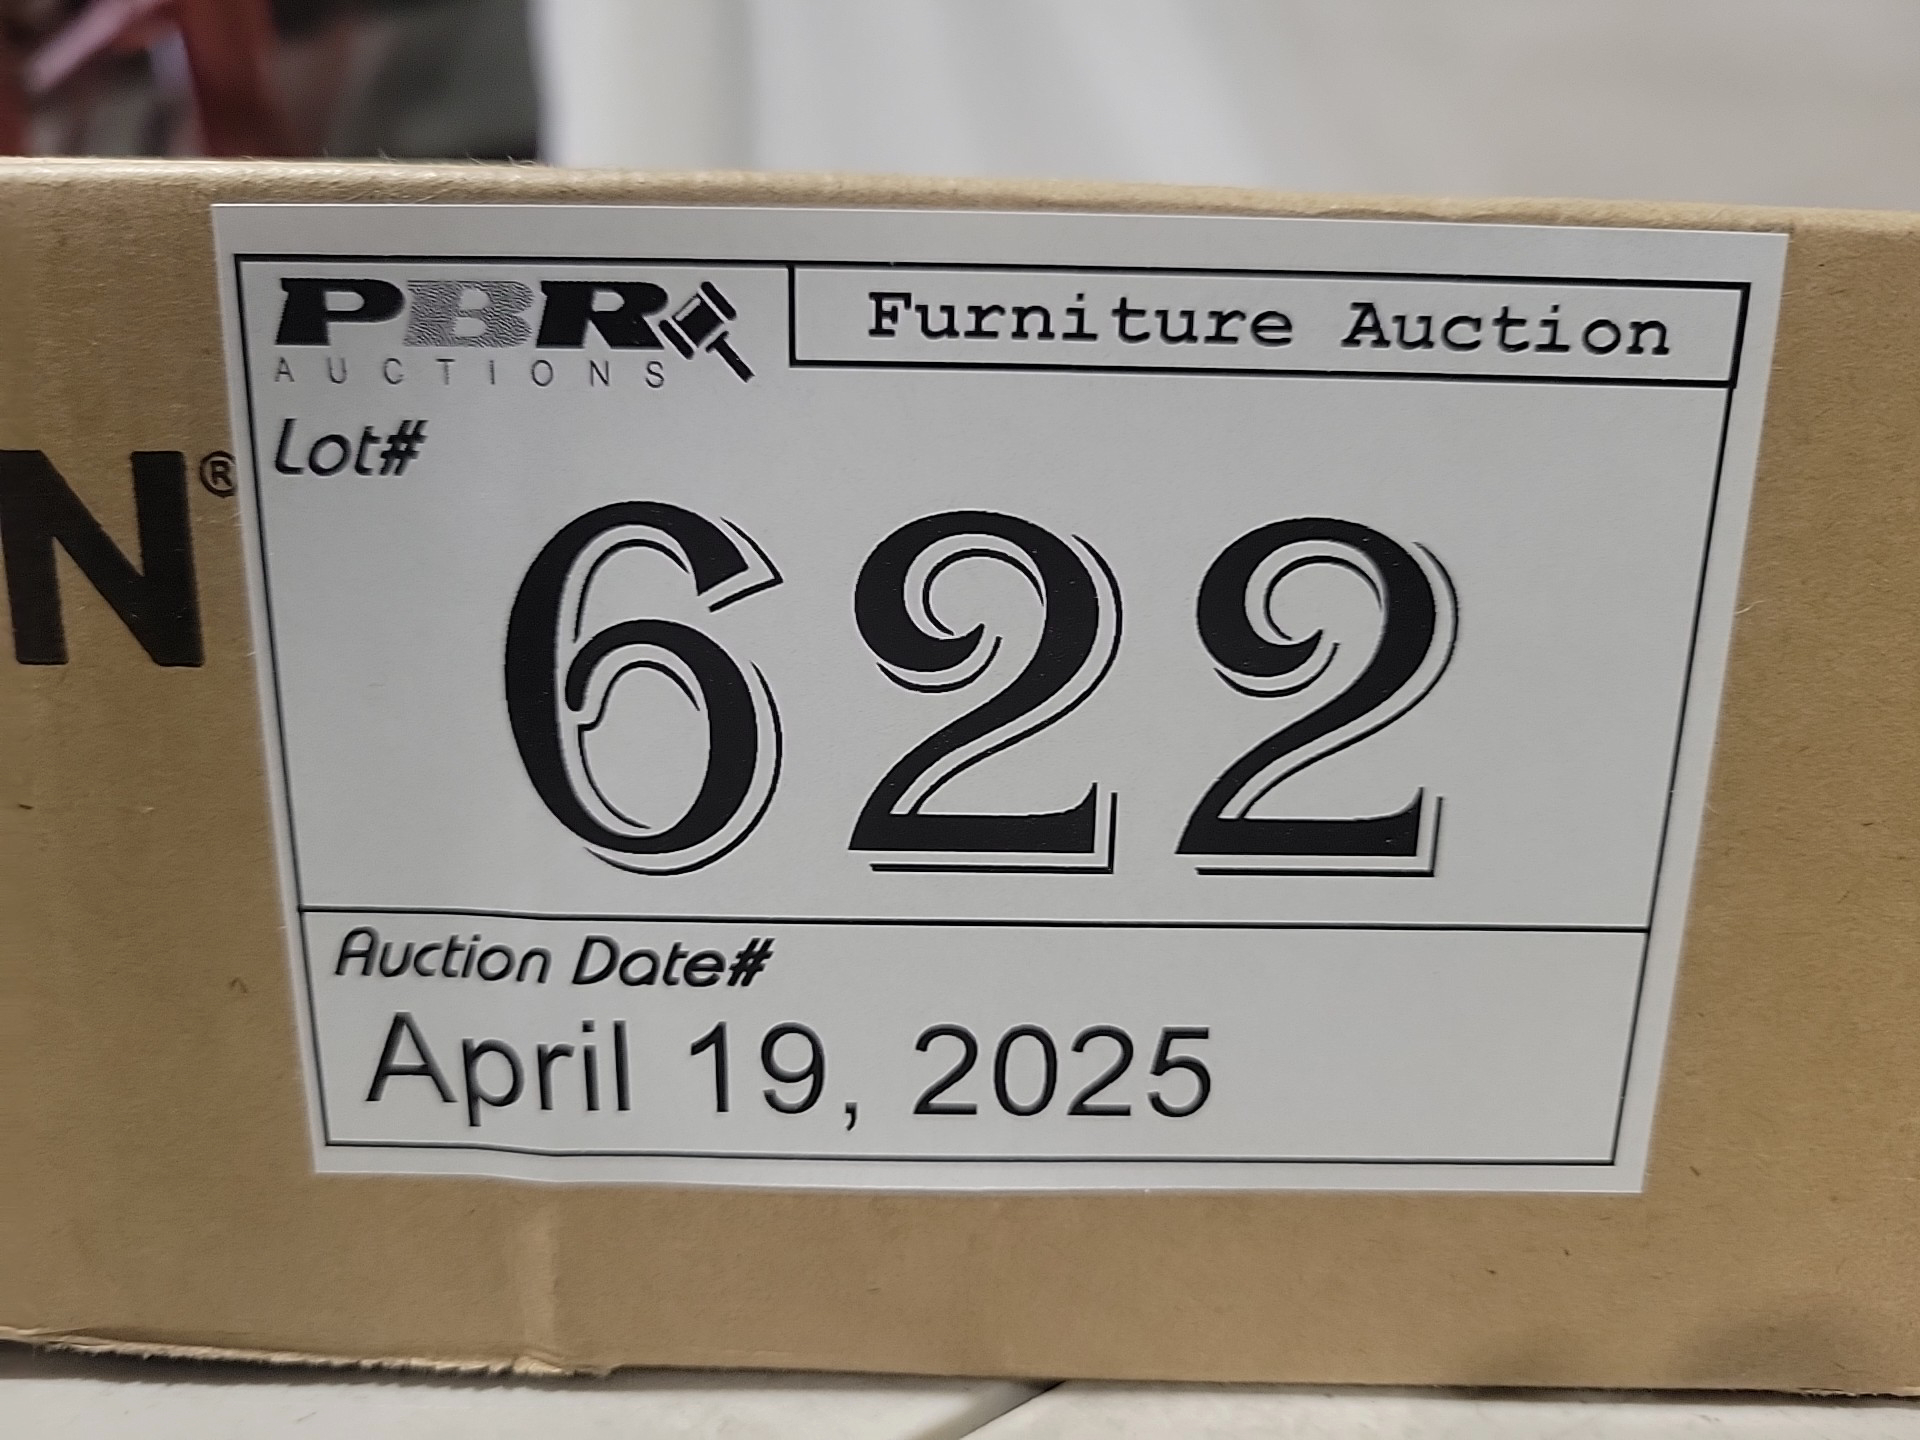 PBR
AUCTIONS
Furniture Auction
Lot#
N®
622
Auction Date#
April 19, 2025